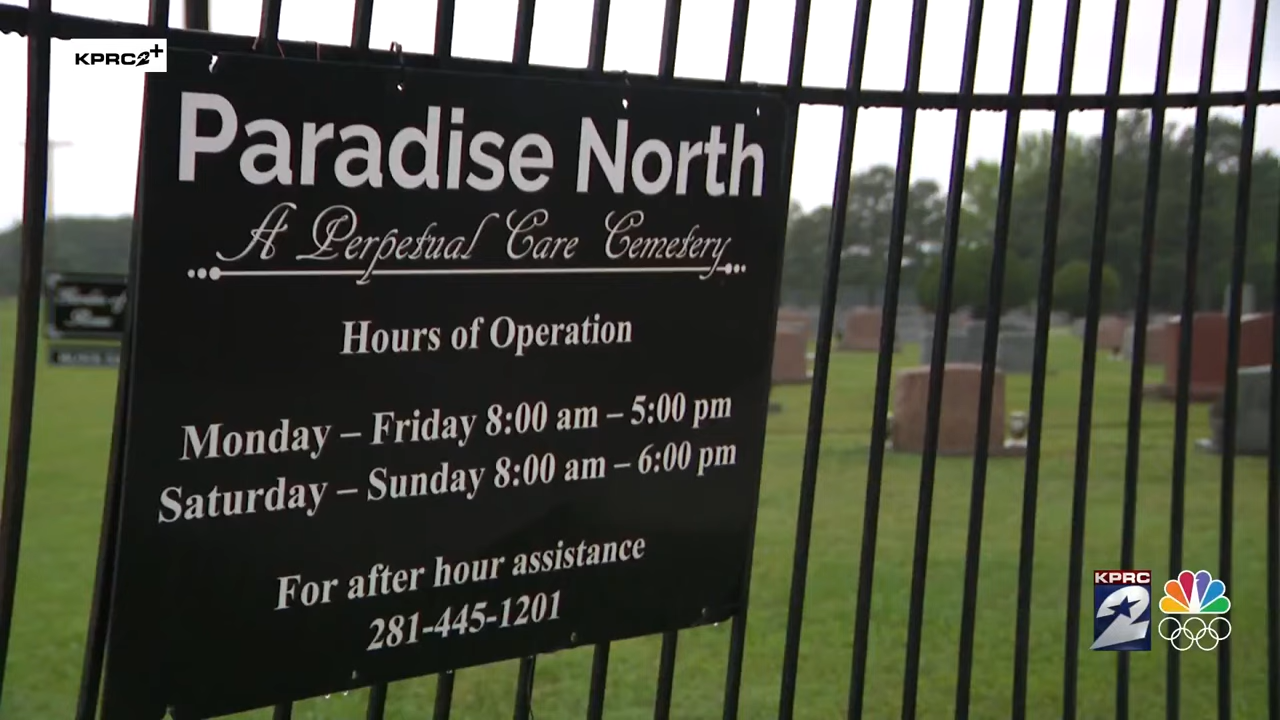 KPRC2+
Paradise North
A Perpetual Care Cemetery
Hours of Operation
Monday – Friday 8:00 am – 5:00 pm
Saturday – Sunday 8:00 am – 6:00 pm
For after hour assistance
281-445-1201
KPRC
2